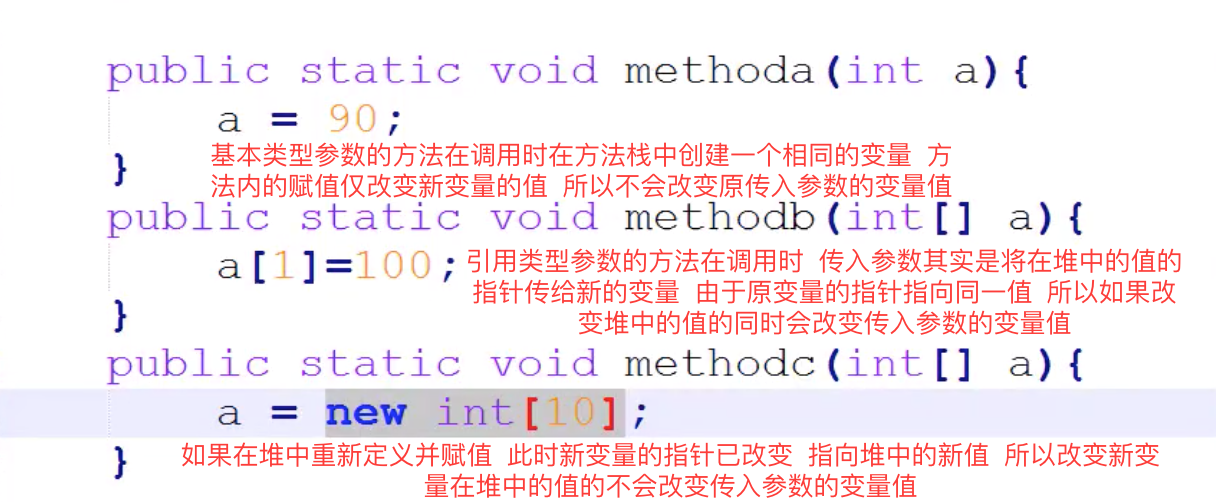 public static void methoda(int a){
a = 90;
基本类型参数的方法在调用时在方法栈中创建一个相同的变量 方
}
法内的赋值仅改变新变量的值 所以不会改变原传入参数的变量值
public static void methodb(int[] a){
a[1]=100;
引用类型参数的方法在调用时 传入参数其实是将在堆中的值的
指针传给新的变量 由于原变量的指针指向同一值 所以如果改
}
变堆中的值的同时会改变传入参数的变量值
public static void methodc(int[] a){
a = new int[10];
如果在堆中重新定义并赋值 此时新变量的指针已改变 指向堆中的新值 所以改变新变
}
量在堆中的值的不会改变传入参数的变量值